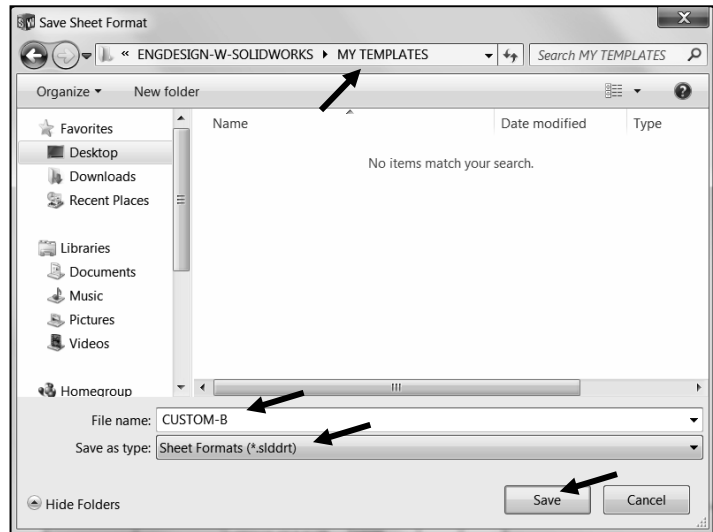 Save Sheet Format
« ENGDESIGN-W-SOLIDWORKS ▸ MY TEMPLATES
Search MY TEMPLATES
Organize ▾ New folder
Favorites
Desktop
Downloads
Recent Places
Libraries
Documents
Music
Pictures
Videos
Homegroup
Name Date modified Type
No items match your search.
File name: CUSTOM-B
Save as type: Sheet Formats (*.slddrt)
Hide Folders
Save Cancel